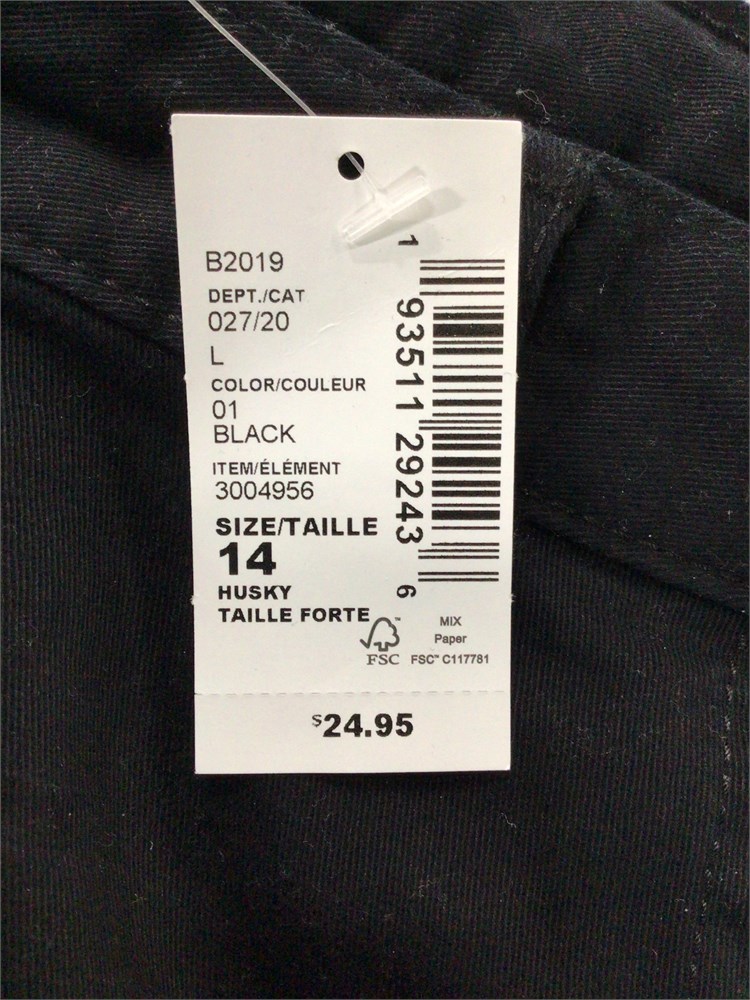 B2019
DEPT./CAT
027/20
L
COLOR/COULEUR
01
BLACK
ITEM/ÉLÉMENT
3004956
SIZE/TAILLE
14
HUSKY
TAILLE FORTE
1 93511 29243 6
FSC™
MIX
Paper
FSC™ C117781
$24.95